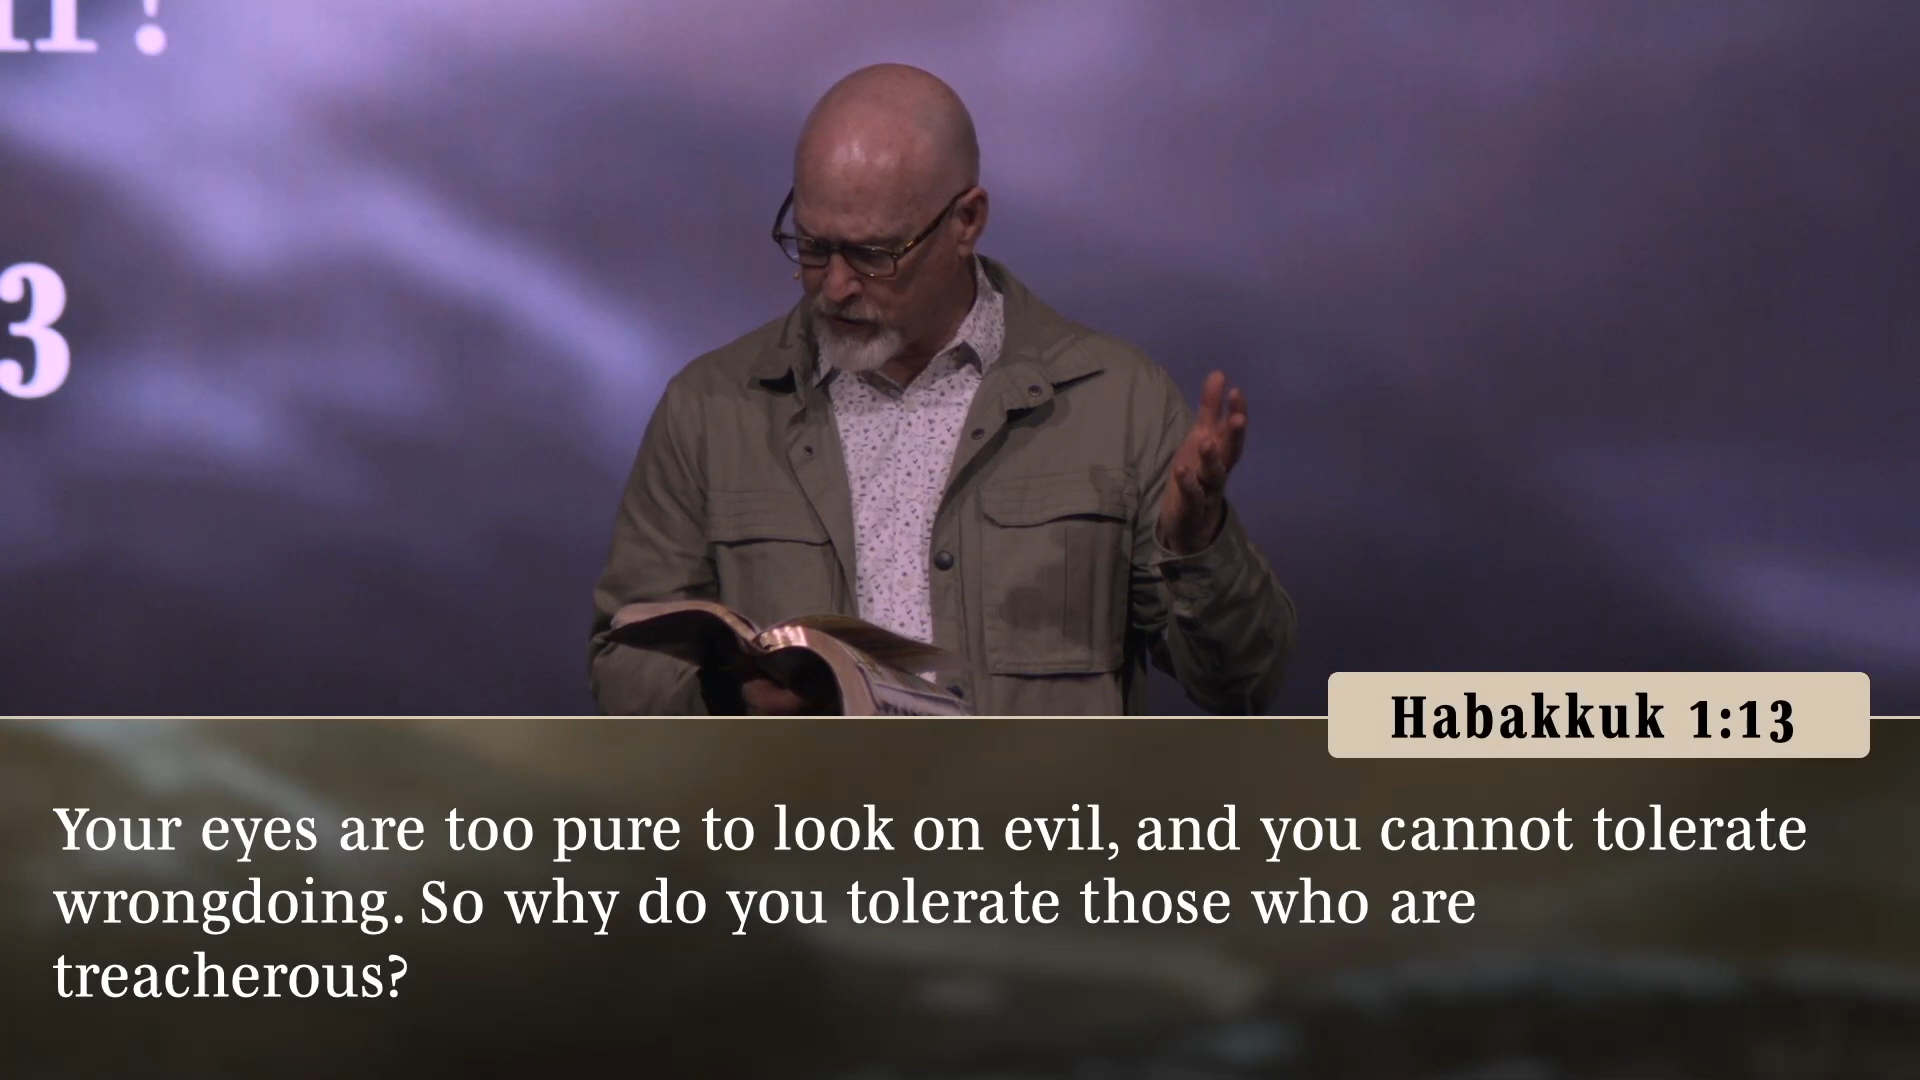 3
Habakkuk 1:13
Your eyes are too pure to look on evil, and you cannot tolerate
wrongdoing. So why do you tolerate those who are
treacherous?